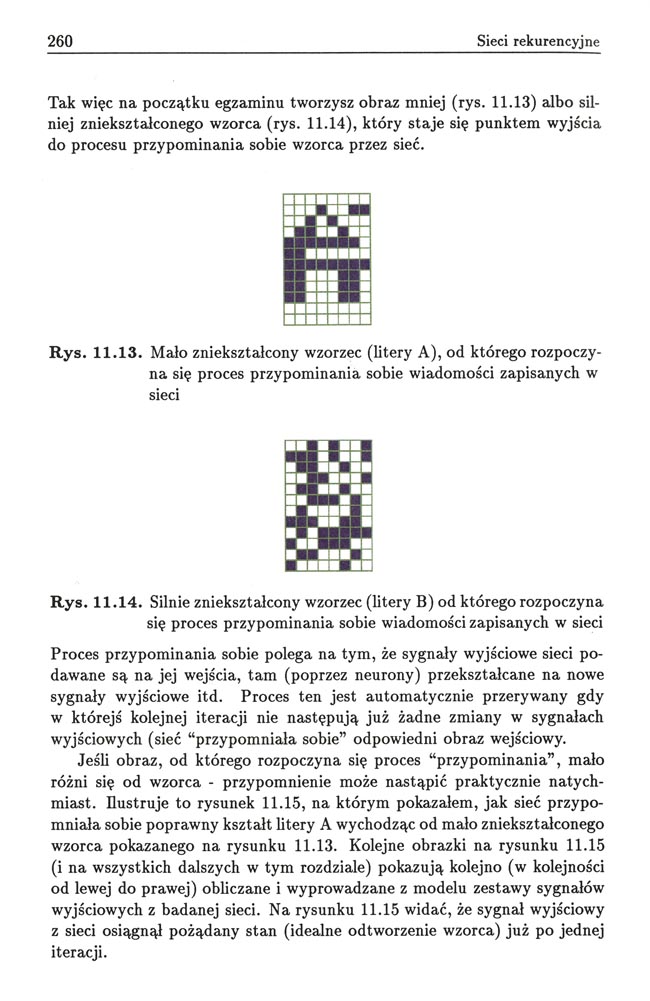 260 Sieci rekurencyjne
Tak więc na początku egzaminu tworzysz obraz mniej (rys. 11.13) albo sil-
niej zniekształconego wzorca (rys. 11.14), który staje się punktem wyjścia
do procesu przypominania sobie wzorca przez sieć.
Rys. 11.13. Mało zniekształcony wzorzec (litery A), od którego rozpoczy-
na się proces przypominania sobie wiadomości zapisanych w
sieci
Rys. 11.14. Silnie zniekształcony wzorzec (litery B) od którego rozpoczyna
się proces przypominania sobie wiadomości zapisanych w sieci
Proces przypominania sobie polega na tym, że sygnały wyjściowe sieci po-
dawane są na jej wejścia, tam (poprzez neurony) przekształcane na nowe
sygnały wyjściowe itd. Proces ten jest automatycznie przerywany gdy
w którejś kolejnej iteracji nie następują już żadne zmiany w sygnałach
wyjściowych (sieć “przypomniała sobie” odpowiedni obraz wejściowy.
Jeśli obraz, od którego rozpoczyna się proces “przypominania”, mało
różni się od wzorca - przypomnienie może nastąpić praktycznie natych-
miast. Ilustruje to rysunek 11.15, na którym pokazałem, jak sieć przypo-
mniała sobie poprawny kształt litery A wychodząc od mało zniekształconego
wzorca pokazanego na rysunku 11.13. Kolejne obrazki na rysunku 11.15
(i na wszystkich dalszych w tym rozdziale) pokazują kolejno (w kolejności
od lewej do prawej) obliczane i wyprowadzane z modelu zestawy sygnałów
wyjściowych z badanej sieci. Na rysunku 11.15 widać, że sygnał wyjściowy
z sieci osiągnął pożądany stan (idealne odtworzenie wzorca) już po jednej
iteracji.